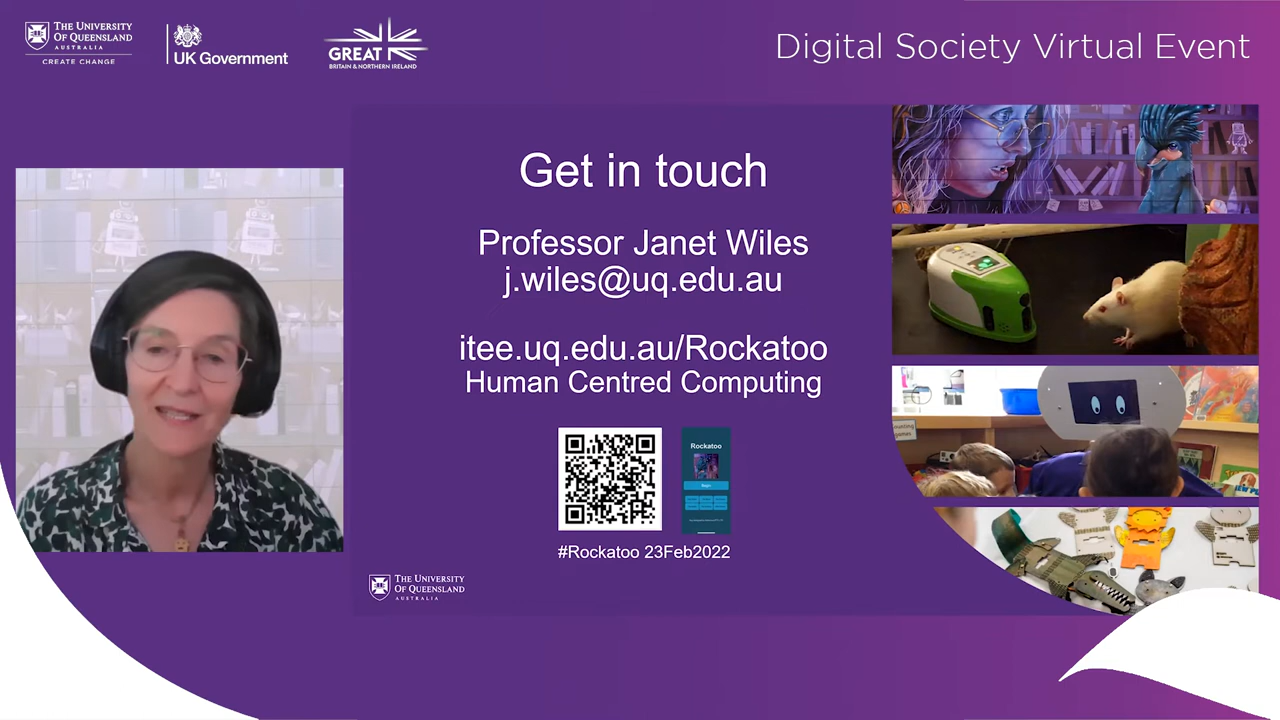 THE UNIVERSITY
OF QUEENSLAND
AUSTRALIA
CREATE CHANGE
UK Government
GREAT
BRITAIN & NORTHERN IRELAND
Digital Society Virtual Event
Get in touch
Professor Janet Wiles
j.wiles@uq.edu.au
itee.uq.edu.au/Rockatoo
Human Centred Computing
Rockatoo
Begin
#Rockatoo 23Feb2022
THE UNIVERSITY
OF QUEENSLAND
AUSTRALIA
games